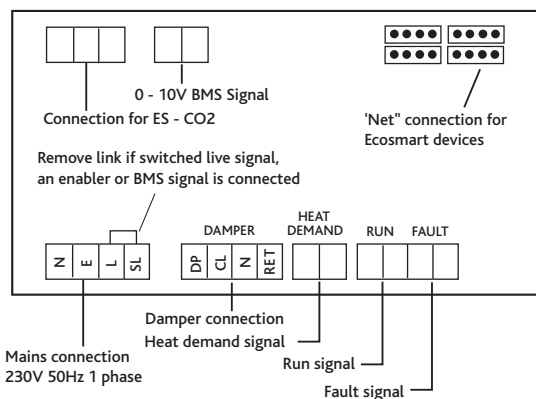 0 - 10V BMS Signal
Connection for ES - CO2
'Net" connection for
Ecosmart devices
Remove link if switched live signal,
an enabler or BMS signal is connected
DAMPER
HEAT
DEMAND
RUN
FAULT
N
E
L
SL
DP
CL
N
RET
Damper connection
Heat demand signal
Mains connection
230V 50Hz 1 phase
Run signal
Fault signal